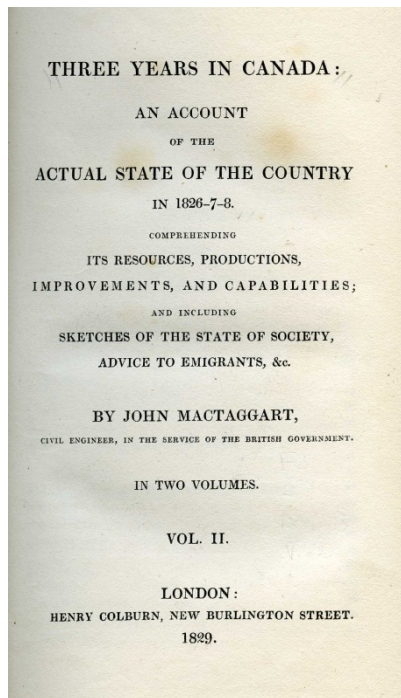 THREE YEARS IN CANADA:
AN ACCOUNT
OF THE
ACTUAL STATE OF THE COUNTRY
IN 1826-7-8.
COMPREHENDING
ITS RESOURCES, PRODUCTIONS,
IMPROVEMENTS, AND CAPABILITIES;
AND INCLUDING
SKETCHES OF THE STATE OF SOCIETY,
ADVICE TO EMIGRANTS, &c.
BY JOHN MACTAGGART,
CIVIL ENGINEER, IN THE SERVICE OF THE BRITISH GOVERNMENT.
IN TWO VOLUMES.
VOL. II.
LONDON:
HENRY COLBURN, NEW BURLINGTON STREET.
1829.